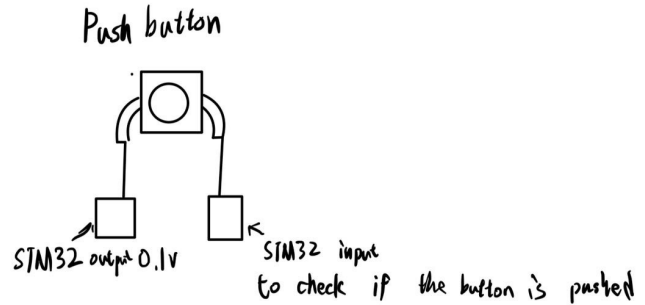 Push button
STM32 output 0.1v
STM32 input
to check if the button is pushed